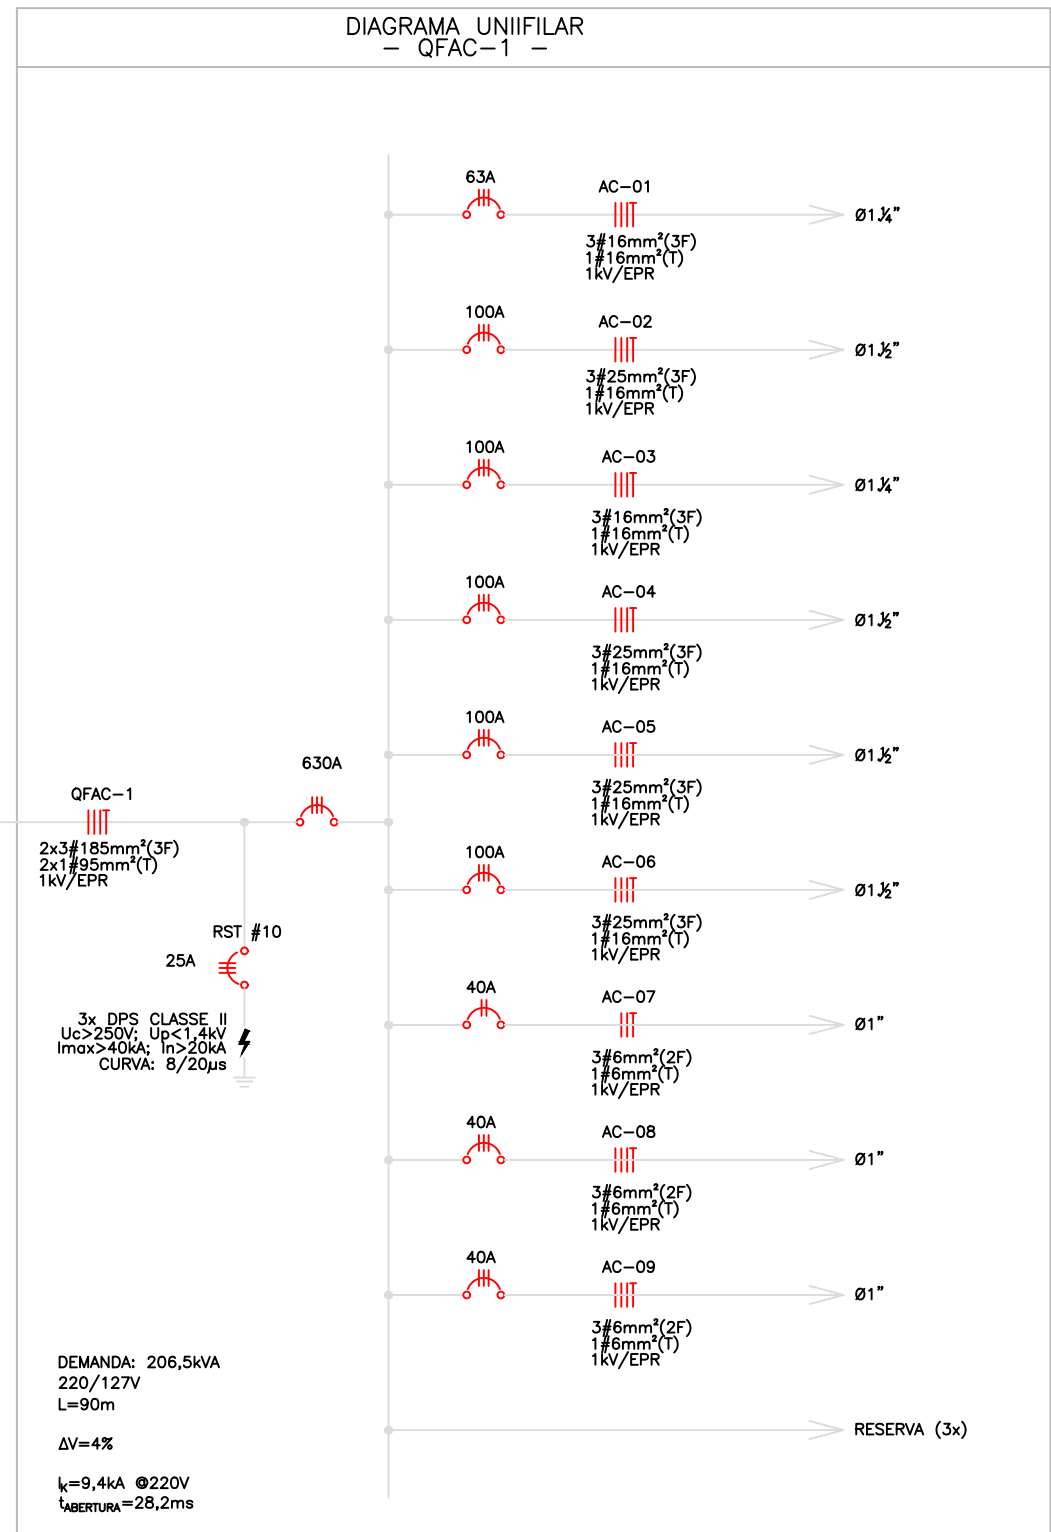 DIAGRAMA UNIIFILAR
- QFAC-1 -
63A
AC-01
3#16mm²(3F)
1#16mm²(T)
1kV/EPR
Ø1¼"
100A
AC-02
3#25mm²(3F)
1#16mm²(T)
1kV/EPR
Ø1½"
100A
AC-03
3#16mm²(3F)
1#16mm²(T)
1kV/EPR
Ø1¼"
100A
AC-04
3#25mm²(3F)
1#16mm²(T)
1kV/EPR
Ø1½"
100A
AC-05
3#25mm²(3F)
1#16mm²(T)
1kV/EPR
Ø1½"
630A
QFAC-1
2x3#185mm²(3F)
2x1#95mm²(T)
1kV/EPR
100A
AC-06
3#25mm²(3F)
1#16mm²(T)
1kV/EPR
Ø1½"
RST #10
25A
3x DPS CLASSE II
Uc>250V; Up<1,4kV
Imax>40kA; In>20kA
CURVA: 8/20µs
40A
AC-07
3#6mm²(2F)
1#6mm²(T)
1kV/EPR
Ø1"
40A
AC-08
3#6mm²(2F)
1#6mm²(T)
1kV/EPR
Ø1"
40A
AC-09
3#6mm²(2F)
1#6mm²(T)
1kV/EPR
Ø1"
RESERVA (3x)
DEMANDA: 206,5kVA
220/127V
L=90m
ΔV=4%
IK=9,4kA @220V
tABERTURA=28,2ms